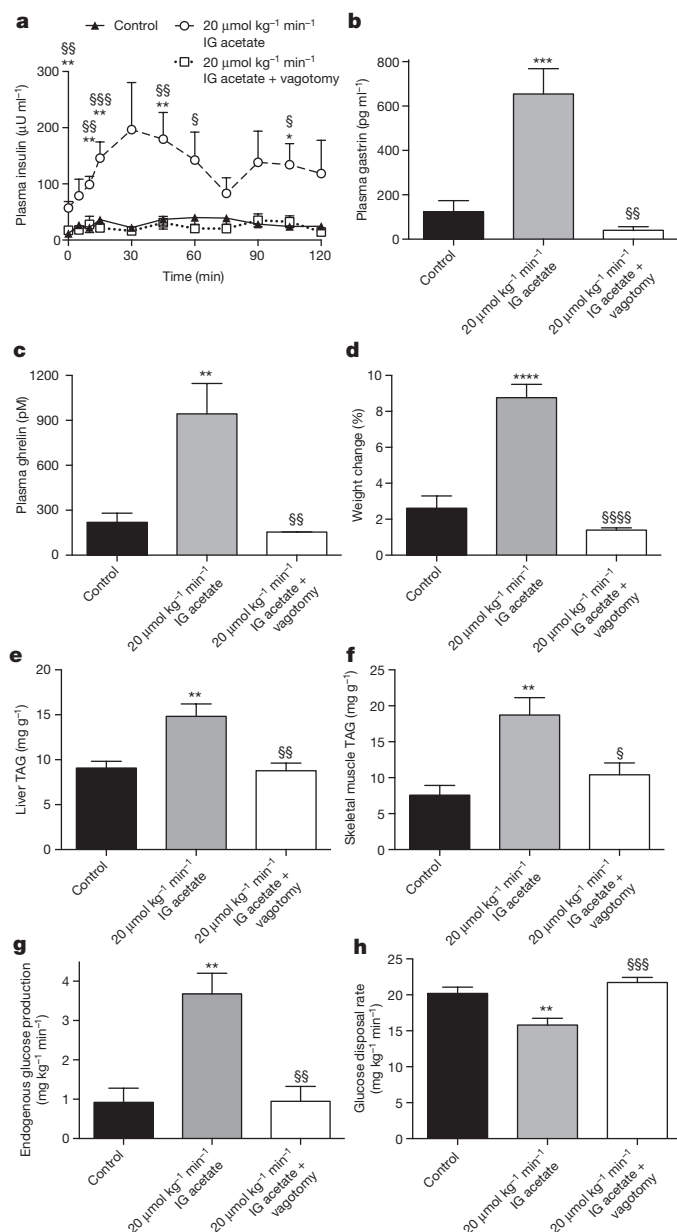 a
Control
20 μmol kg⁻¹ min⁻¹
IG acetate
20 μmol kg⁻¹ min⁻¹
IG acetate + vagotomy
§§
**
§§
**
§§§
**
§§
**
§
§
*
Plasma insulin (μU ml⁻¹)
300
200
100
0
0
30
60
90
120
Time (min)
b
***
§§
Plasma gastrin (pg ml⁻¹)
800
600
400
200
0
Control
20 μmol kg⁻¹ min⁻¹
IG acetate
20 μmol kg⁻¹ min⁻¹
IG acetate +
vagotomy
c
**
§§
Plasma ghrelin (pM)
1200
900
600
300
0
Control
20 μmol kg⁻¹ min⁻¹
IG acetate
20 μmol kg⁻¹ min⁻¹
IG acetate +
vagotomy
d
****
§§§§
Weight change (%)
10
8
6
4
2
0
Control
20 μmol kg⁻¹ min⁻¹
IG acetate
20 μmol kg⁻¹ min⁻¹
IG acetate +
vagotomy
e
**
§§
Liver TAG (mg g⁻¹)
20
15
10
5
0
Control
20 μmol kg⁻¹ min⁻¹
IG acetate
20 μmol kg⁻¹ min⁻¹
IG acetate +
vagotomy
f
**
§
Skeletal muscle TAG (mg g⁻¹)
25
20
15
10
5
0
Control
20 μmol kg⁻¹ min⁻¹
IG acetate
20 μmol kg⁻¹ min⁻¹
IG acetate +
vagotomy
g
**
§§
Endogenous glucose production
(mg kg⁻¹ min⁻¹)
4
3
2
1
0
Control
20 μmol kg⁻¹ min⁻¹
IG acetate
20 μmol kg⁻¹ min⁻¹
IG acetate +
vagotomy
h
**
§§§
Glucose disposal rate
(mg kg⁻¹ min⁻¹)
25
20
15
10
5
0
Control
20 μmol kg⁻¹ min⁻¹
IG acetate
20 μmol kg⁻¹ min⁻¹
IG acetate +
vagotomy